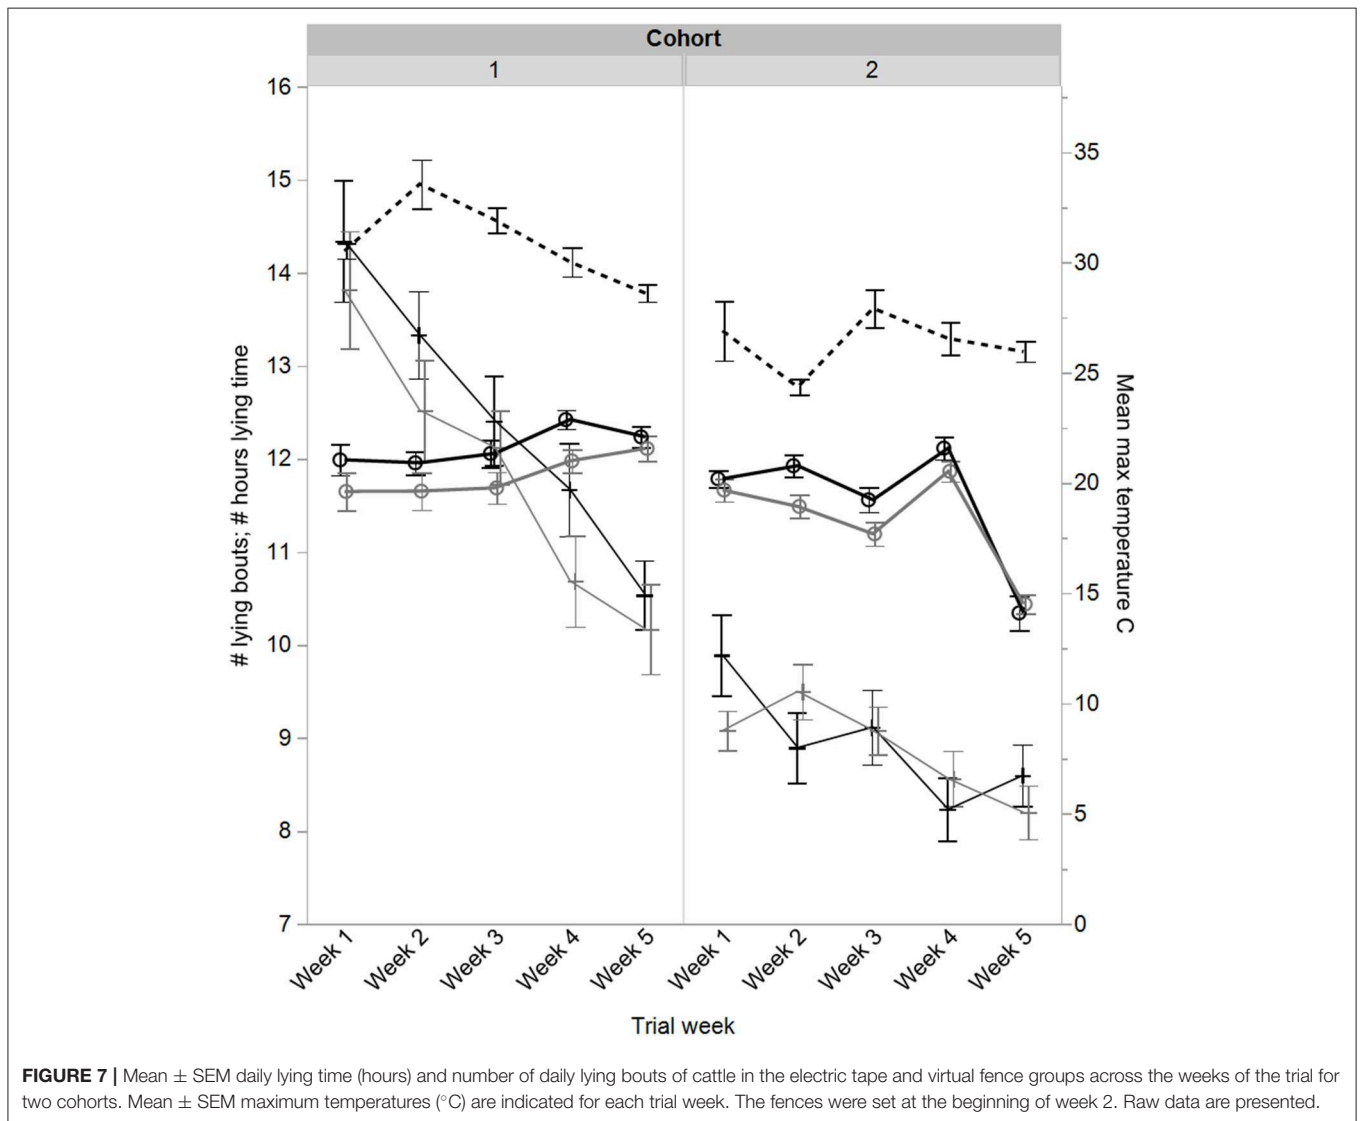 Cohort
1 2
16
15
14
13
12
11
10
9
8
7
# lying bouts; # hours lying time
35
30
25
20
15
10
5
0
Mean max temperature C
Week 1 Week 2 Week 3 Week 4 Week 5 Week 1 Week 2 Week 3 Week 4 Week 5
Trial week
FIGURE 7 | Mean ± SEM daily lying time (hours) and number of daily lying bouts of cattle in the electric tape and virtual fence groups across the weeks of the trial for
two cohorts. Mean ± SEM maximum temperatures (°C) are indicated for each trial week. The fences were set at the beginning of week 2. Raw data are presented.